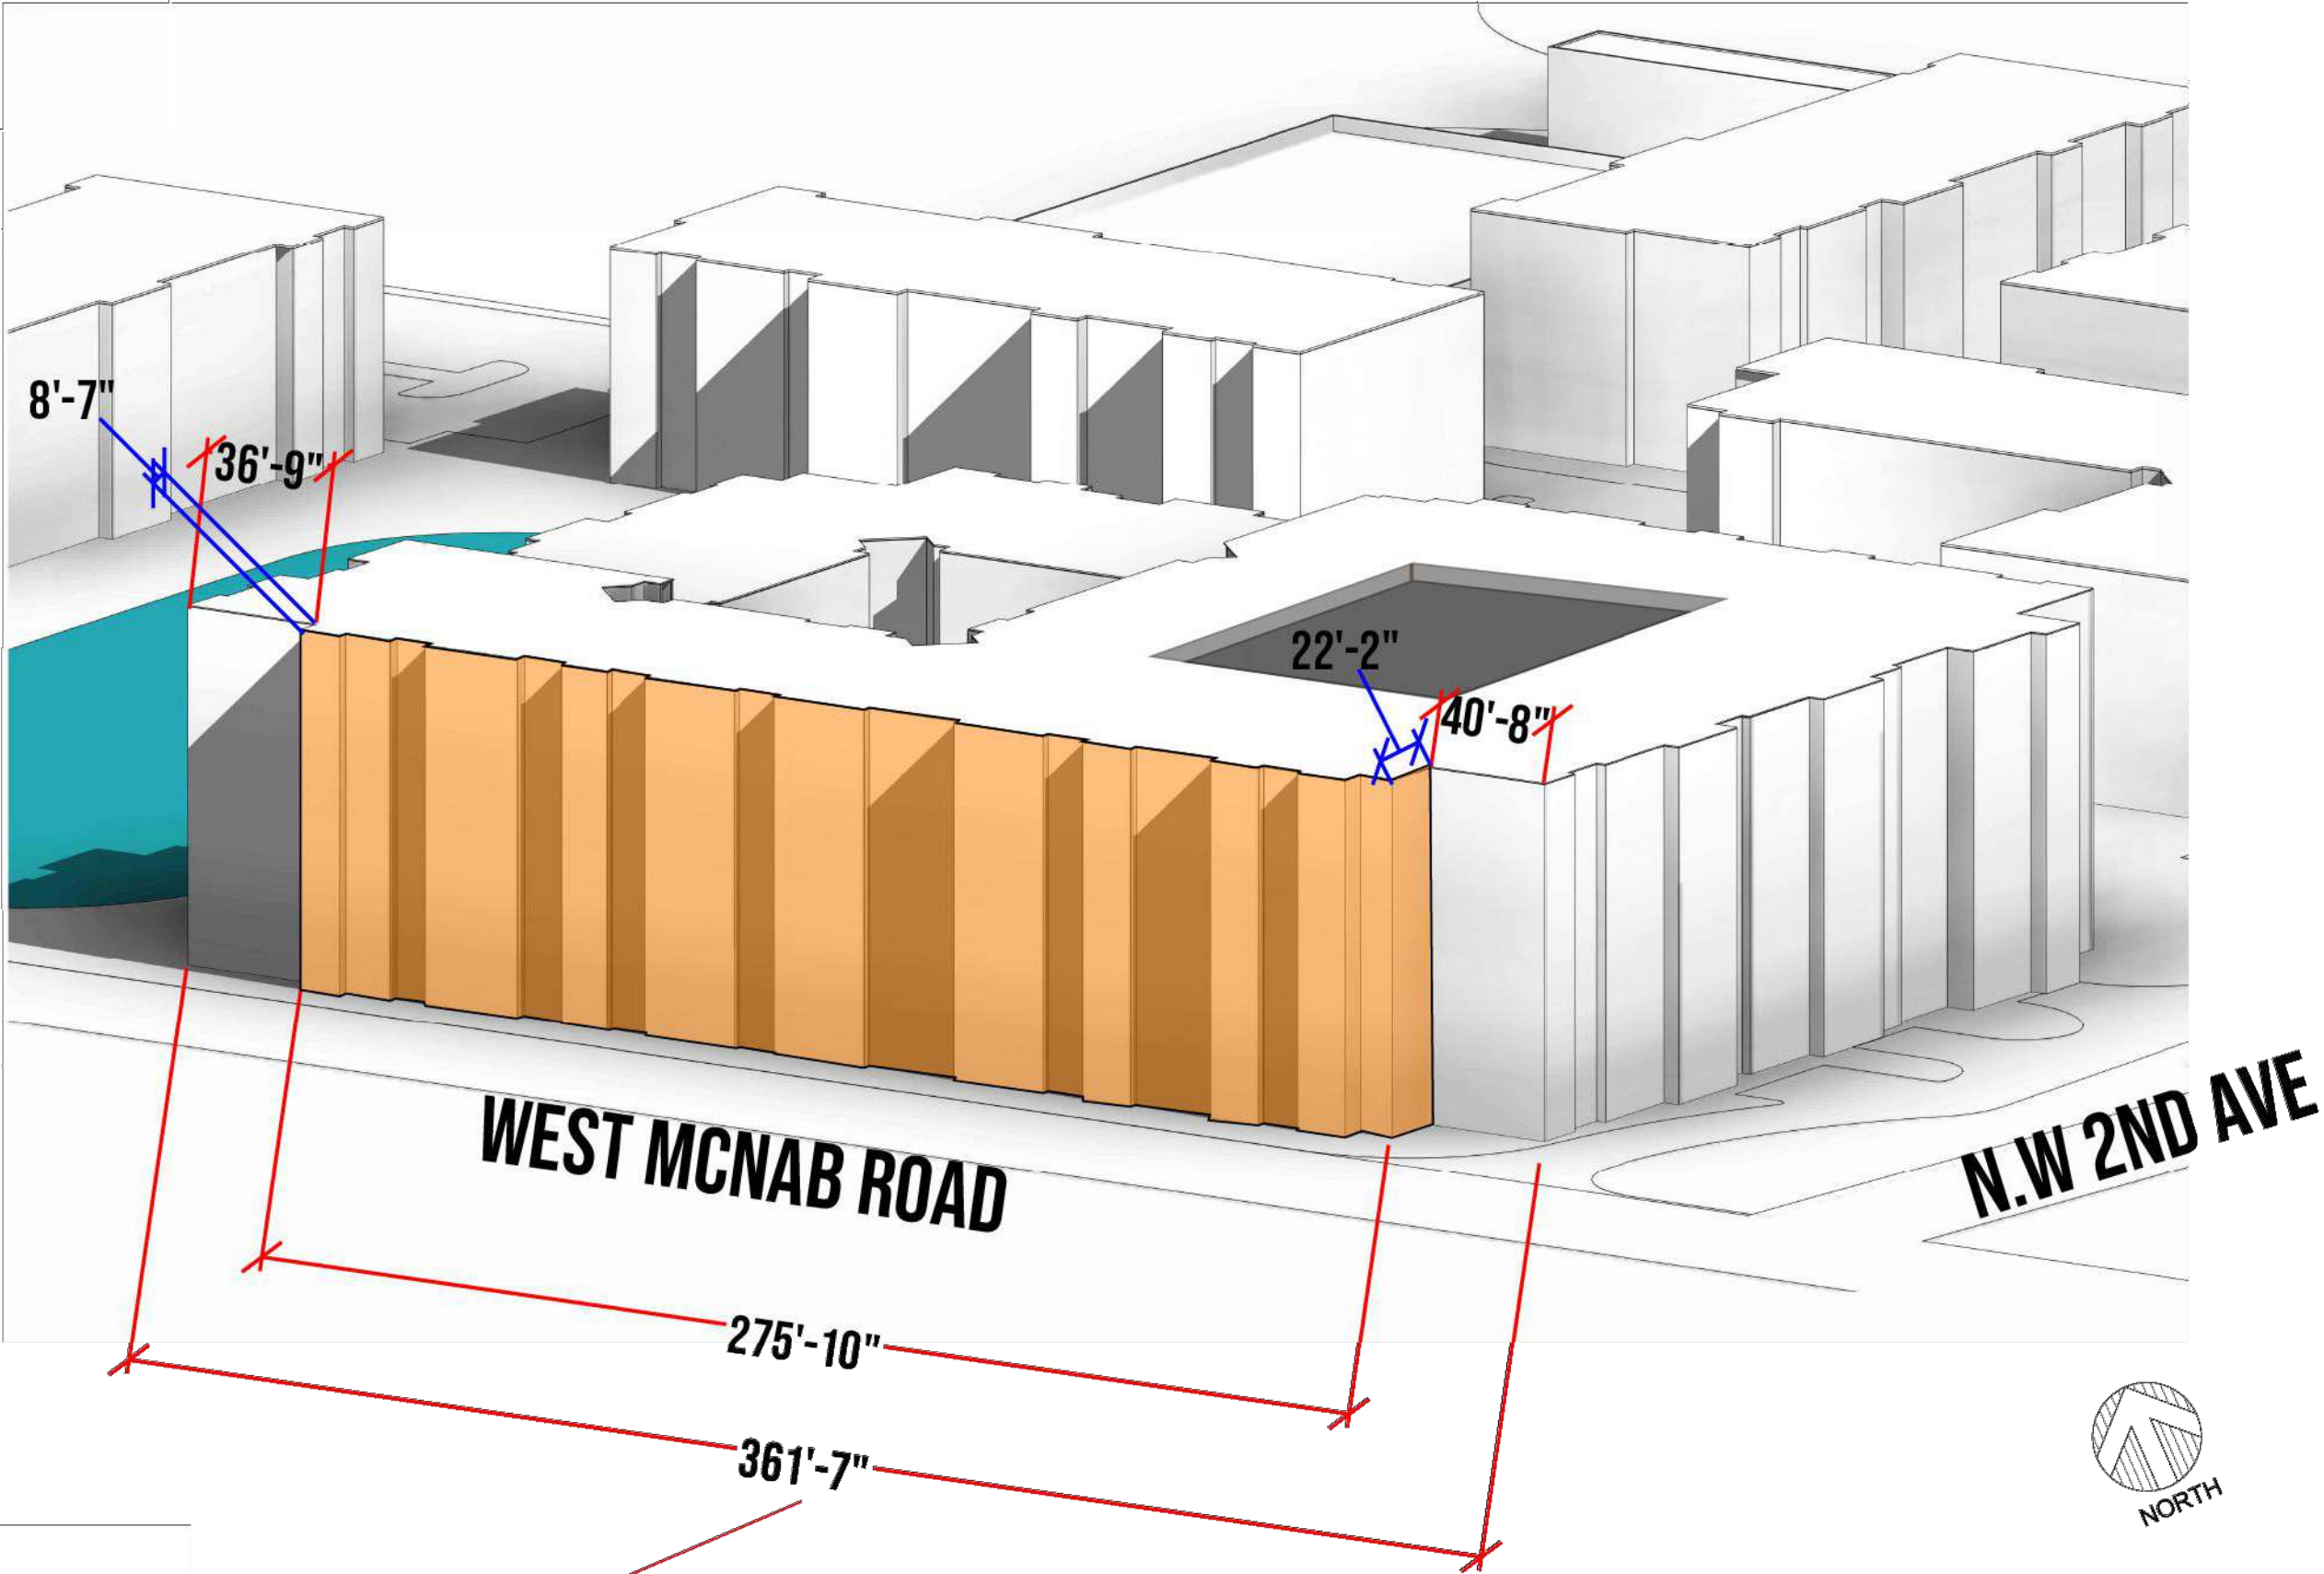 8'-7"
36'-9"
22'-2"
40'-8"
WEST MCNAB ROAD
N.W 2ND AVE
275'-10"
361'-7"
NORTH